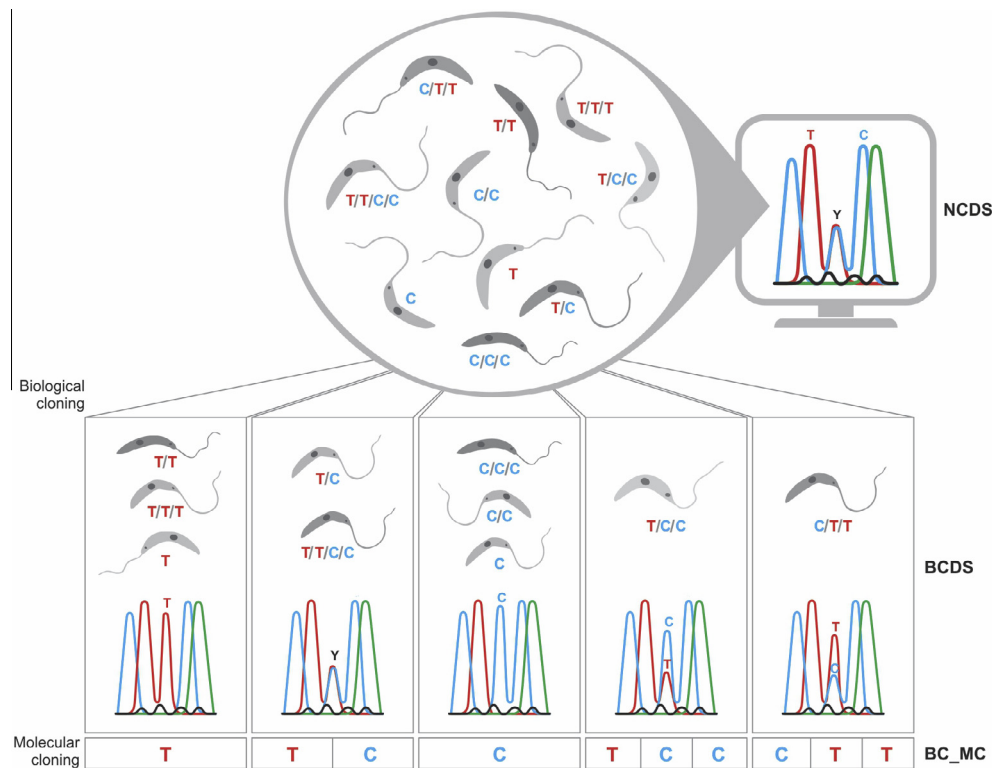 C/T/T
T/T
T/T/T
T/T/C/C
C/C
T/C/C
C
T
T/C
C/C/C
T C
Y
NCDS
Biological
cloning
T/T
T/T/T
T
T
T/C
T/T/C/C
Y
C/C/C
C/C
C
C
T/C/C
C
T
C/T/T
T
C
BCDS
Molecular
cloning
T
T C
C
T C C
C T T
BC_MC